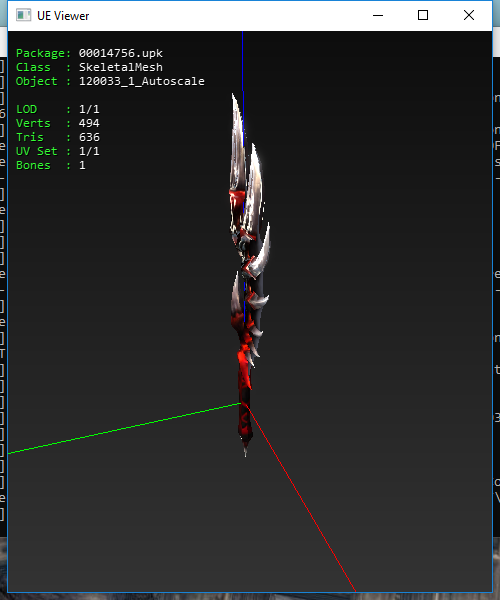 UE Viewer
Package: 00014756.upk
Class  : SkeletalMesh
Object : 120033_1_Autoscale
LOD    : 1/1
Verts  : 494
Tris   : 636
UV Set : 1/1
Bones  : 1